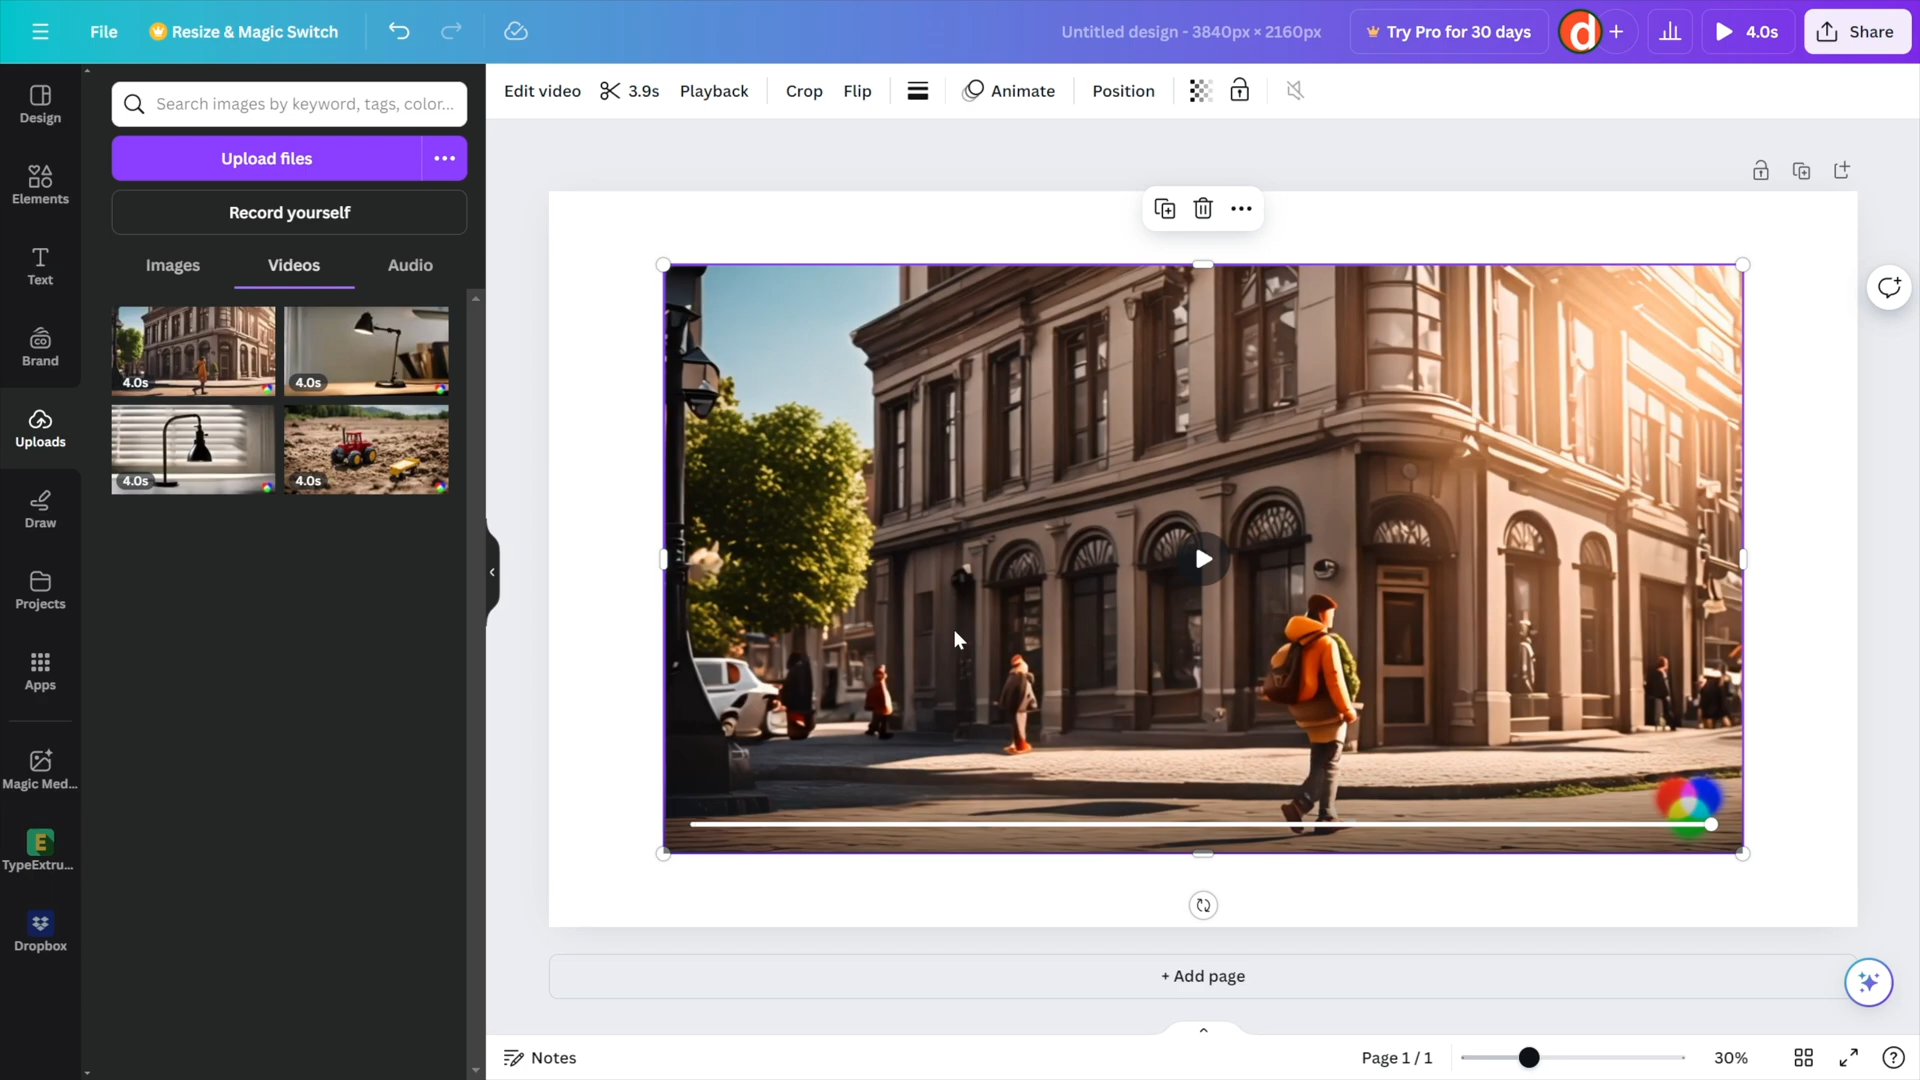 File
Resize & Magic Switch
Untitled design - 3840px × 2160px
Try Pro for 30 days
d
4.0s
Share
Design
Elements
Text
Brand
Uploads
Draw
Projects
Apps
Magic Med...
TypeExtru...
Dropbox
Search images by keyword, tags, color...
Upload files
Record yourself
Images
Videos
Audio
4.0s
4.0s
4.0s
4.0s
Edit video
3.9s
Playback
Crop
Flip
Animate
Position
+ Add page
Notes
Page 1 / 1
30%